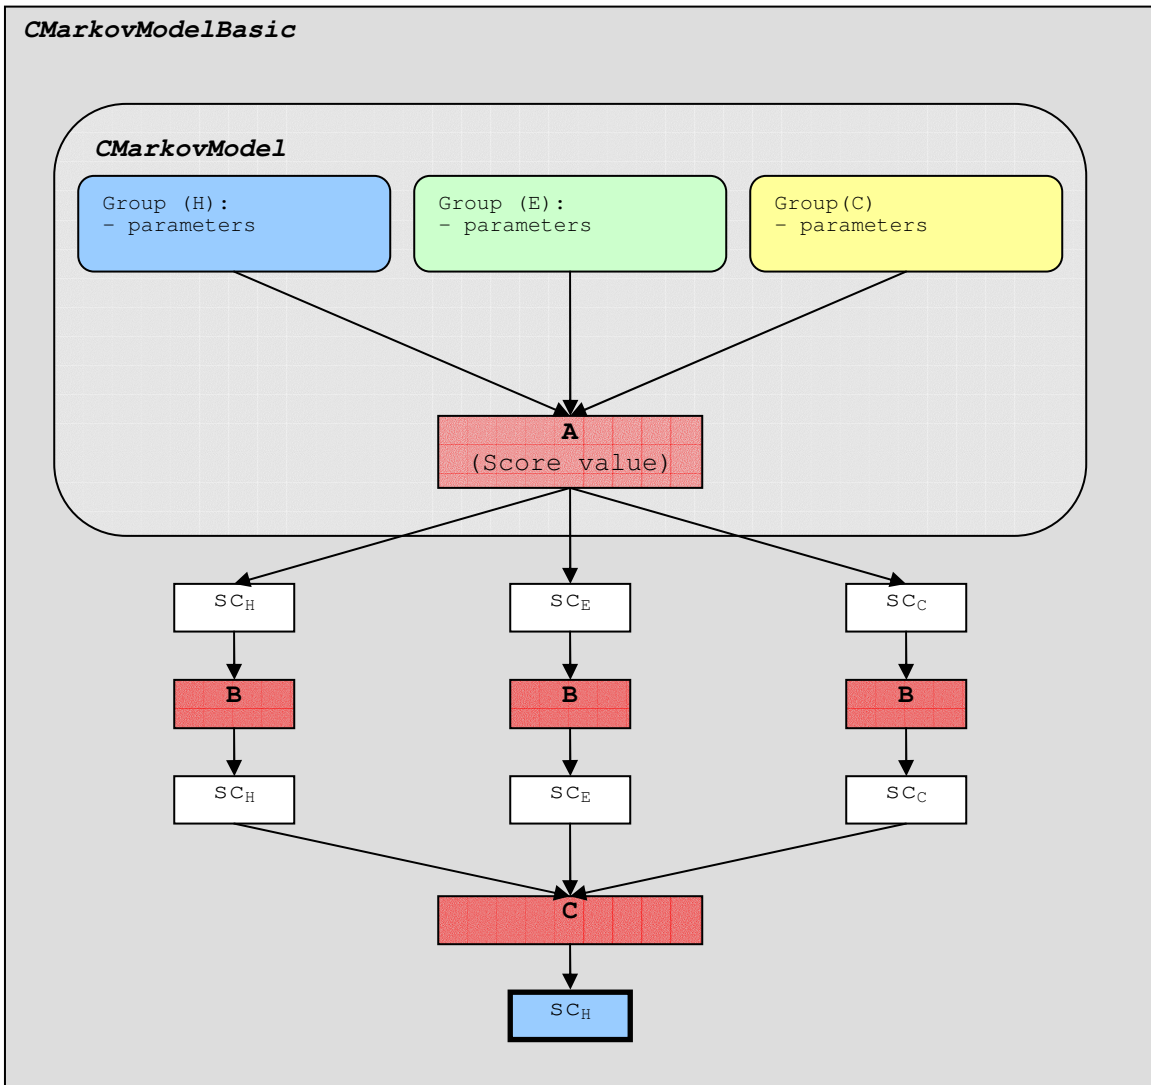 CMarkovModelBasic
CMarkovModel
Group (H):
- parameters
Group (E):
- parameters
Group(C)
- parameters
A
(Score value)
SCH
SCE
SCC
B
B
B
SCH
SCE
SCC
C
SCH